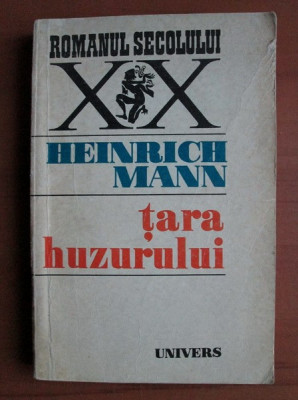 ROMANUL SECOLULUI
XX
HEINRICH
MANN
țara
huzurului
UNIVERS